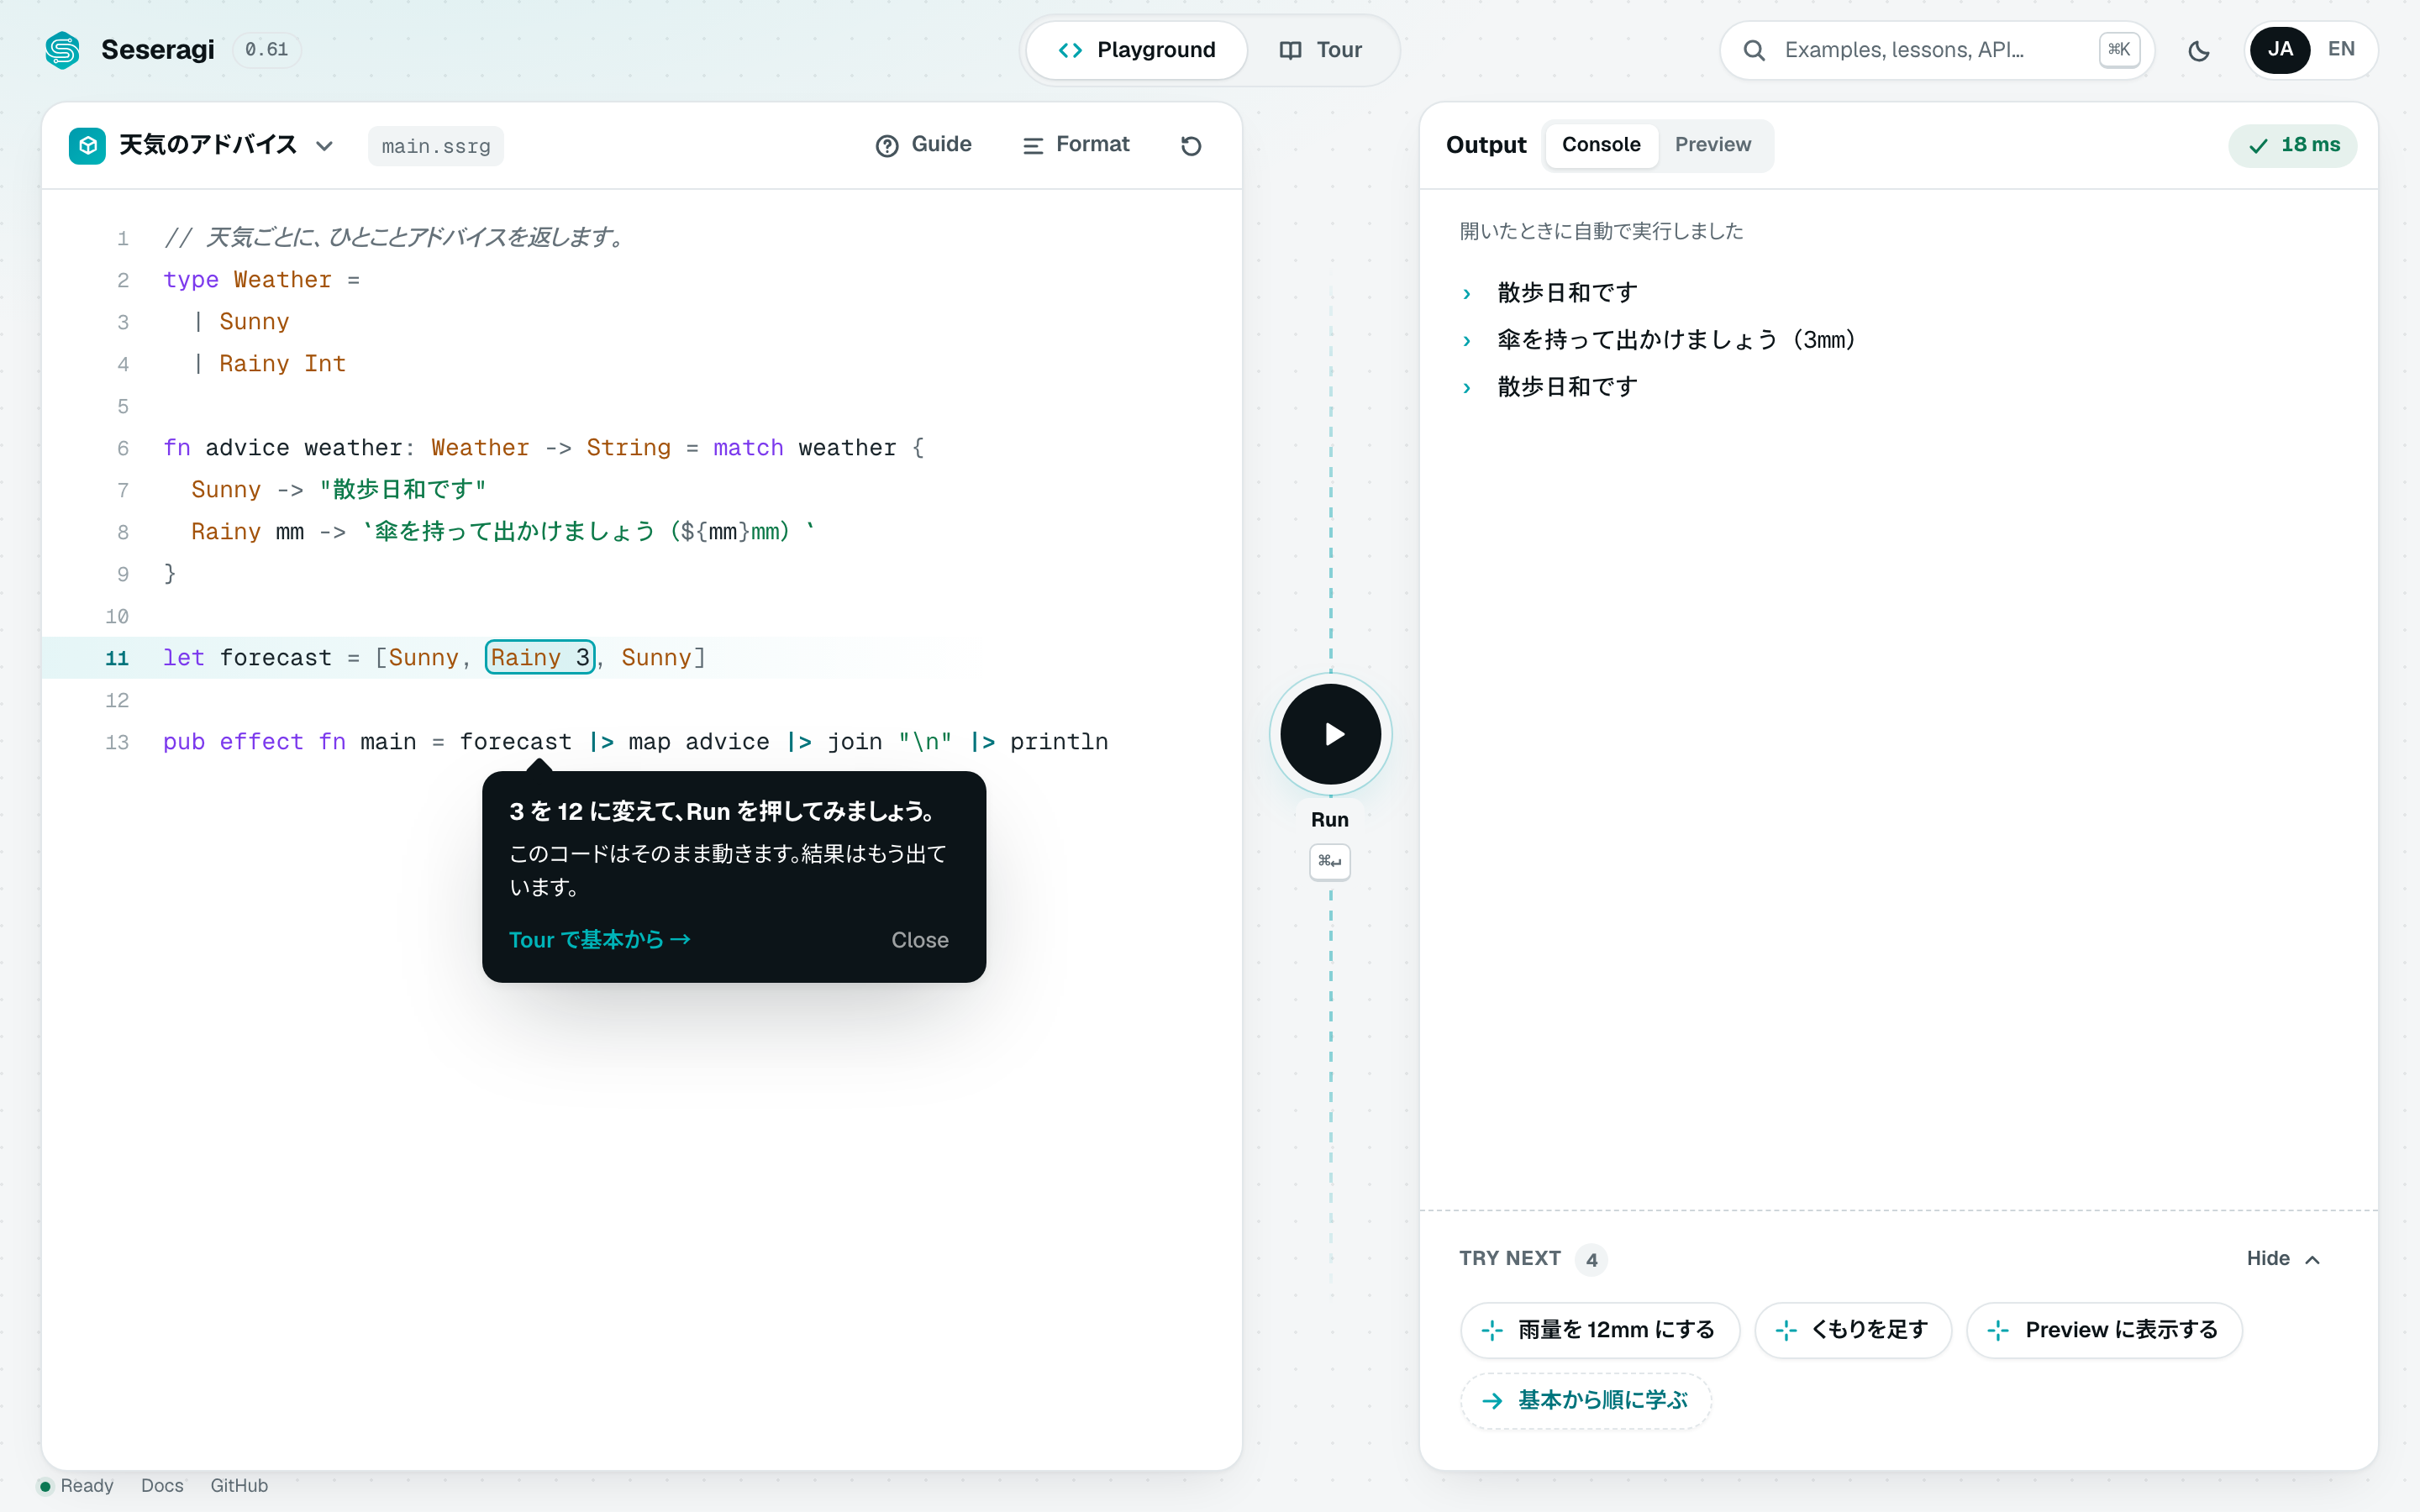 Seseragi 0.61
Playground Tour
Examples, lessons, API... ⌘K
JA EN
天気のアドバイス main.ssrg
Guide Format
1 // 天気ごとに、ひとことアドバイスを返します。
2 type Weather =
3 | Sunny
4 | Rainy Int
5
6 fn advice weather: Weather -> String = match weather {
7 Sunny -> "散歩日和です"
8 Rainy mm -> `傘を持って出かけましょう（${mm}mm）`
9 }
10
11 let forecast = [Sunny, Rainy 3, Sunny]
12
13 pub effect fn main = forecast |> map advice |> join "\n" |> println
3 を 12 に変えて、Run を押してみましょう。
このコードはそのまま動きます。結果はもう出て
います。
Tour で基本から → Close
Run
⌘↵
Output Console Preview
18 ms
開いたときに自動で実行しました
› 散歩日和です
› 傘を持って出かけましょう（3mm）
› 散歩日和です
TRY NEXT 4
Hide
雨量を 12mm にする くもりを足す Preview に表示する
→ 基本から順に学ぶ
Ready Docs GitHub